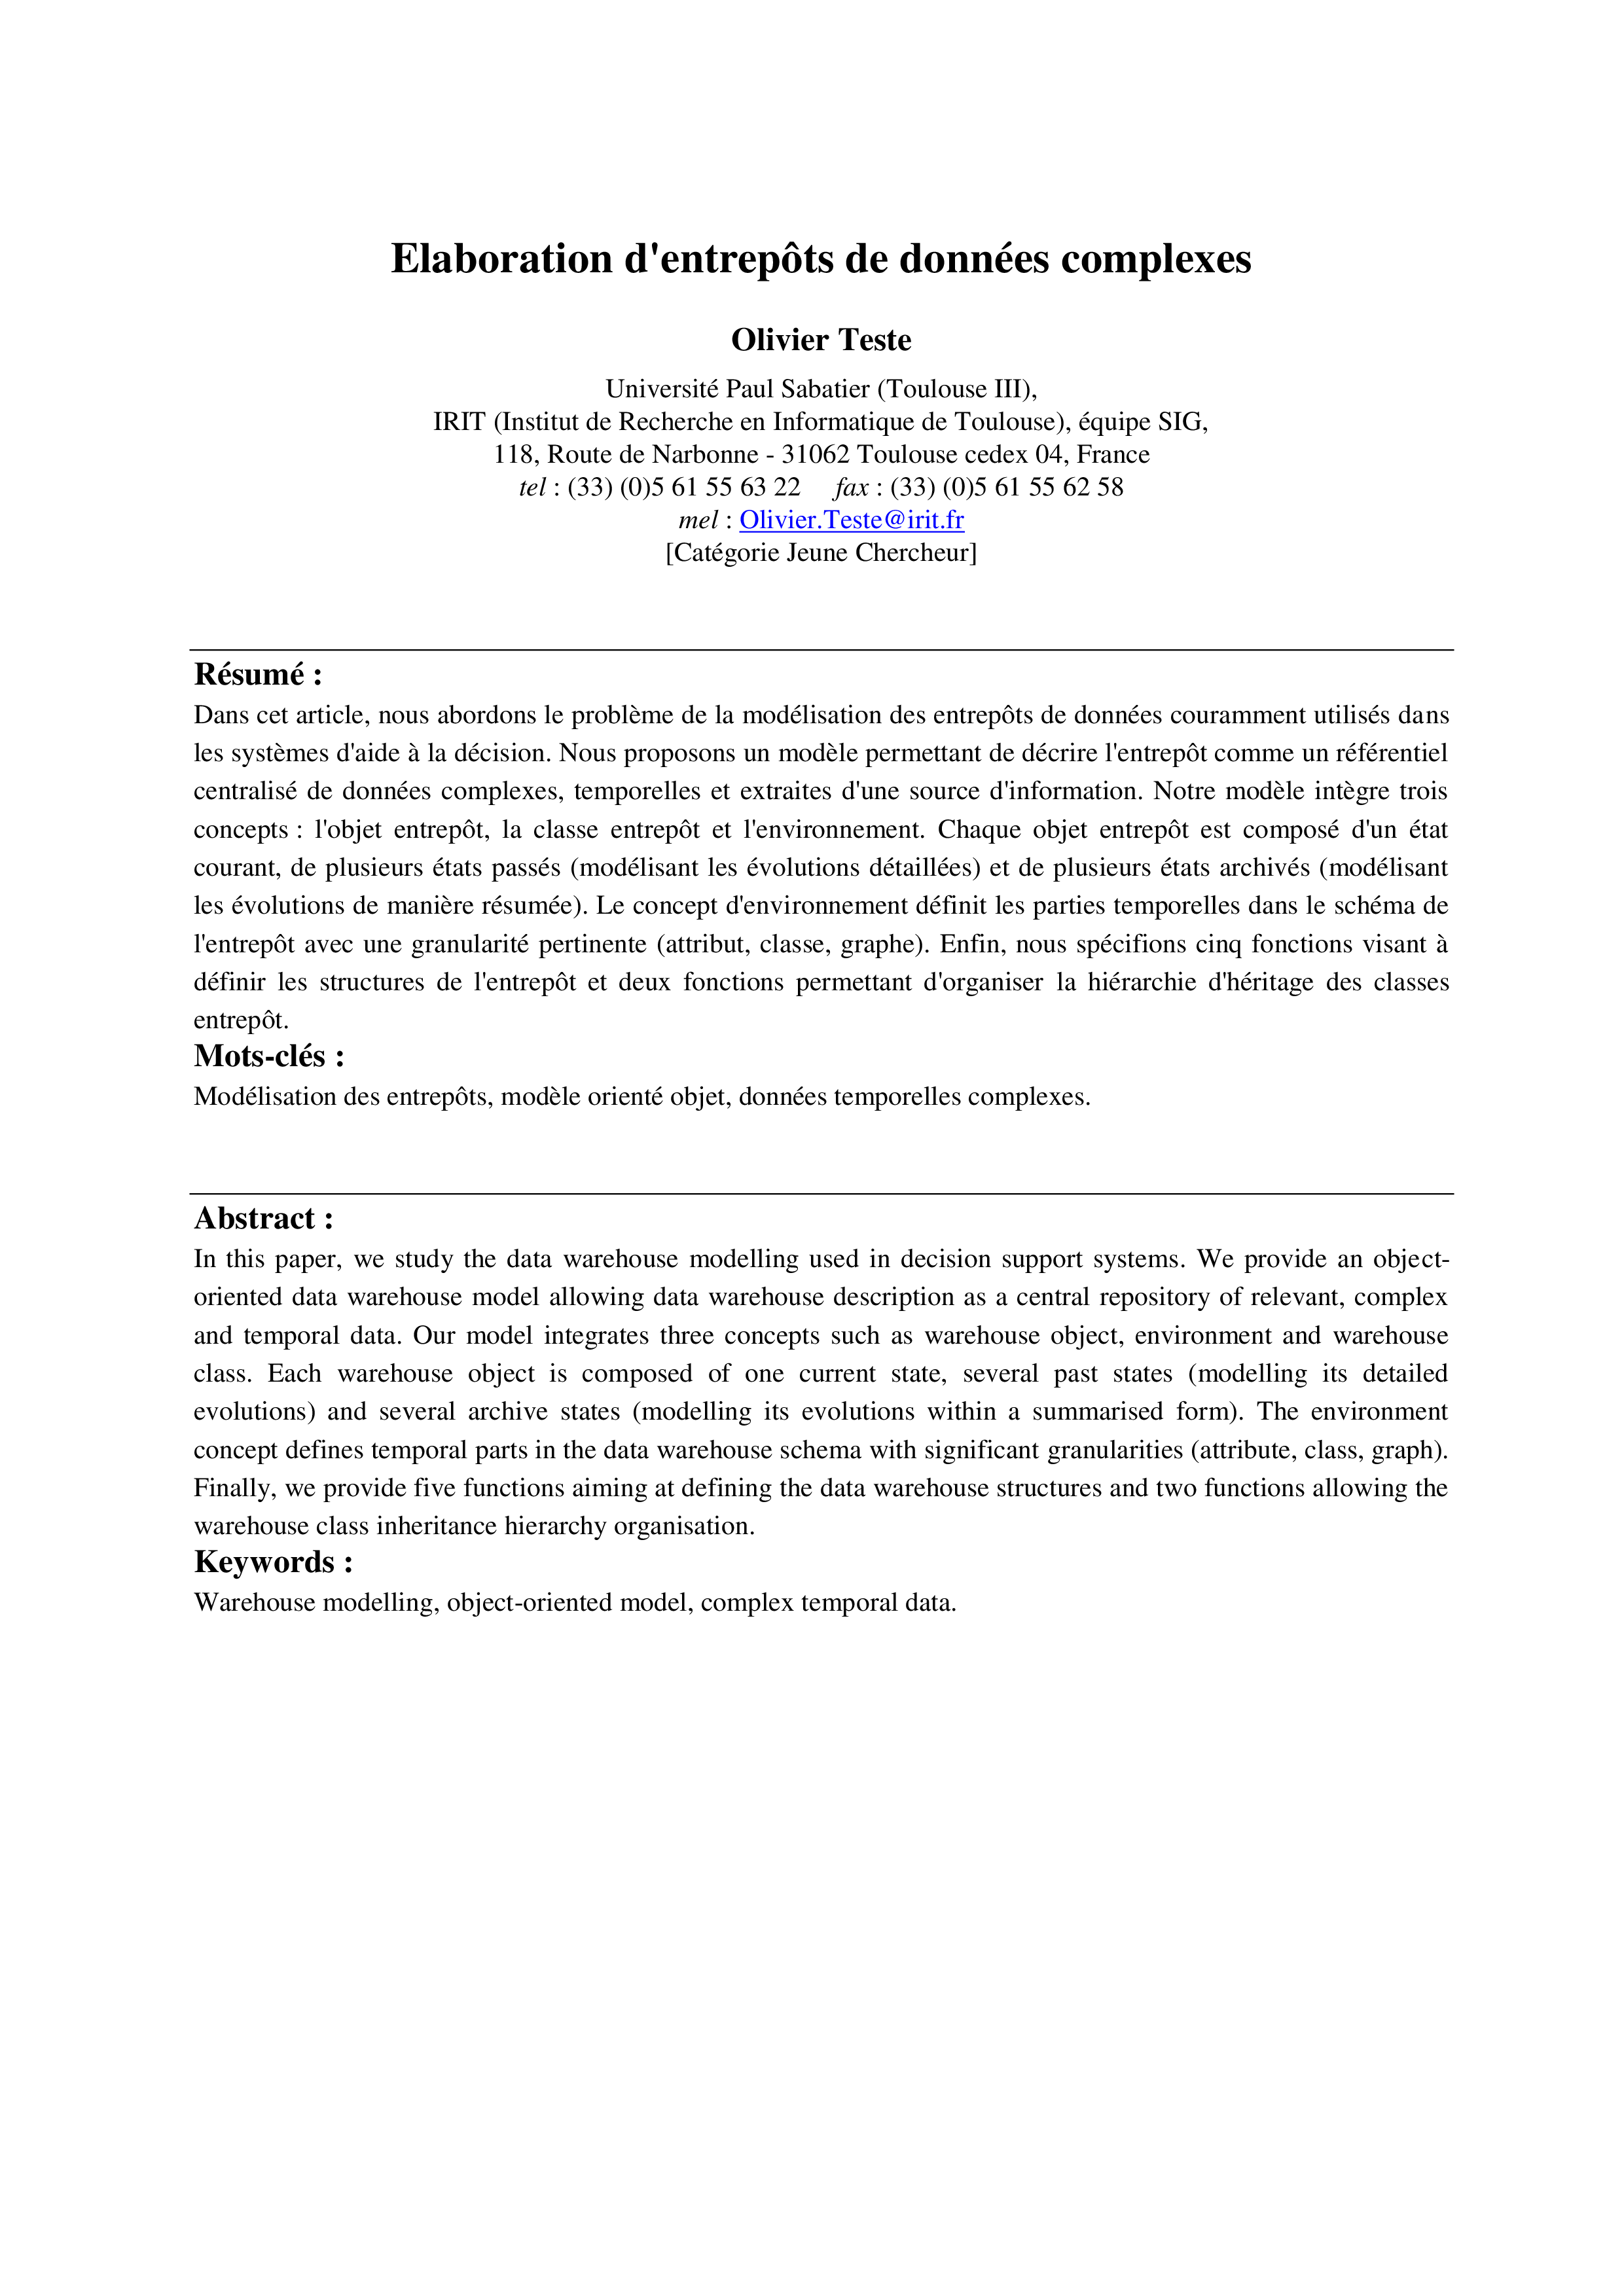 Elaboration d'entrepôts de données complexes
Olivier Teste
Université Paul Sabatier (Toulouse III),
IRIT (Institut de Recherche en Informatique de Toulouse), équipe SIG,
118, Route de Narbonne - 31062 Toulouse cedex 04, France
tel : (33) (0)5 61 55 63 22 fax : (33) (0)5 61 55 62 58
mel : Olivier.Teste@irit.fr
[Catégorie Jeune Chercheur]
Résumé :
Dans cet article, nous abordons le problème de la modélisation des entrepôts de données couramment utilisés dans
les systèmes d'aide à la décision. Nous proposons un modèle permettant de décrire l'entrepôt comme un référentiel
centralisé de données complexes, temporelles et extraites d'une source d'information. Notre modèle intègre trois
concepts : l'objet entrepôt, la classe entrepôt et l'environnement. Chaque objet entrepôt est composé d'un état
courant, de plusieurs états passés (modélisant les évolutions détaillées) et de plusieurs états archivés (modélisant
les évolutions de manière résumée). Le concept d'environnement définit les parties temporelles dans le schéma de
l'entrepôt avec une granularité pertinente (attribut, classe, graphe). Enfin, nous spécifions cinq fonctions visant à
définir les structures de l'entrepôt et deux fonctions permettant d'organiser la hiérarchie d'héritage des classes
entrepôt.
Mots-clés :
Modélisation des entrepôts, modèle orienté objet, données temporelles complexes.
Abstract :
In this paper, we study the data warehouse modelling used in decision support systems. We provide an object-
oriented data warehouse model allowing data warehouse description as a central repository of relevant, complex
and temporal data. Our model integrates three concepts such as warehouse object, environment and warehouse
class. Each warehouse object is composed of one current state, several past states (modelling its detailed
evolutions) and several archive states (modelling its evolutions within a summarised form). The environment
concept defines temporal parts in the data warehouse schema with significant granularities (attribute, class, graph).
Finally, we provide five functions aiming at defining the data warehouse structures and two functions allowing the
warehouse class inheritance hierarchy organisation.
Keywords :
Warehouse modelling, object-oriented model, complex temporal data.